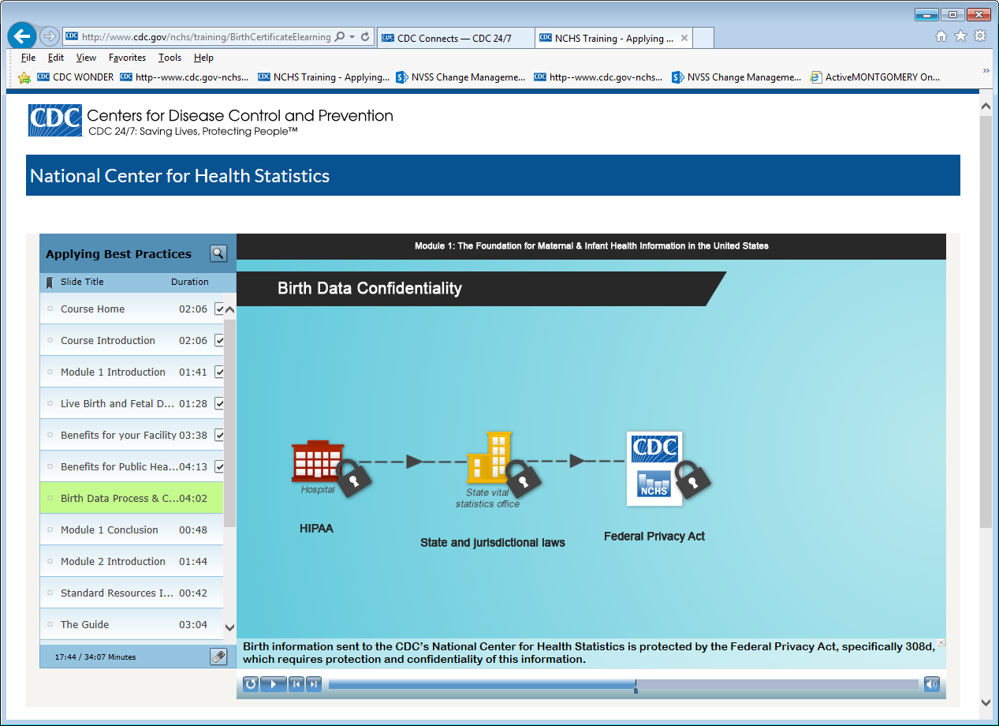 http://www.cdc.gov/nchs/training/BirthCertificateElearning
CDC Connects — CDC 24/7
NCHS Training - Applying ...
File Edit View Favorites Tools Help
CDC WONDER
http--www.cdc.gov-nchs...
NCHS Training - Applying...
NVSS Change Manageme...
http--www.cdc.gov-nchs...
NVSS Change Manageme...
ActiveMONTGOMERY On...
CDC
Centers for Disease Control and Prevention
CDC 24/7: Saving Lives, Protecting People™
National Center for Health Statistics
Applying Best Practices
Slide Title Duration
Course Home 02:06
Course Introduction 02:06
Module 1 Introduction 01:41
Live Birth and Fetal D... 01:28
Benefits for your Facility 03:38
Benefits for Public Hea... 04:13
Birth Data Process & C... 04:02
Module 1 Conclusion 00:48
Module 2 Introduction 01:44
Standard Resources I... 00:42
The Guide 03:04
17:44 / 34:07 Minutes
Module 1: The Foundation for Maternal & Infant Health Information in the United States
Birth Data Confidentiality
Hospital
HIPAA
State vital
statistics office
State and jurisdictional laws
CDC
NCHS
Federal Privacy Act
Birth information sent to the CDC's National Center for Health Statistics is protected by the Federal Privacy Act, specifically 308d,
which requires protection and confidentiality of this information.